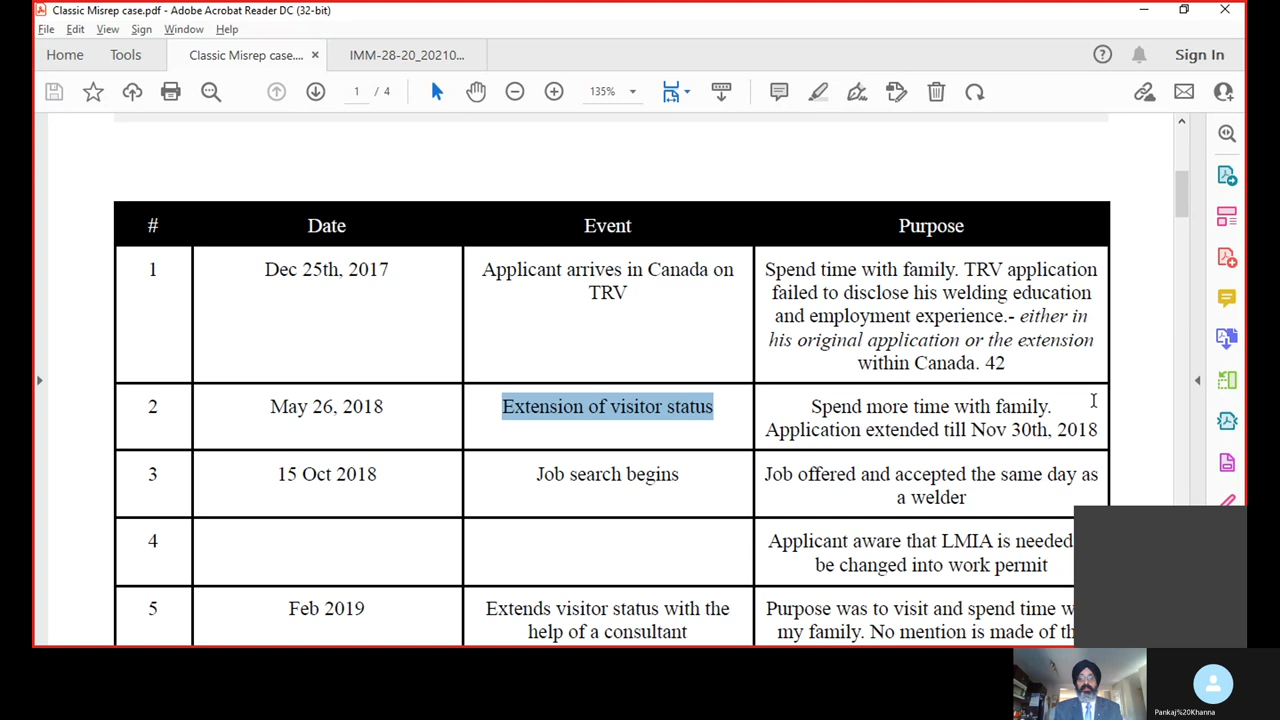 Classic Misrep case.pdf - Adobe Acrobat Reader DC (32-bit)
File Edit View Sign Window Help
Home Tools Classic Misrep case.... × IMM-28-20_20210... Sign In
1 / 4 135%
# Date Event Purpose
1 Dec 25th, 2017 Applicant arrives in Canada on TRV Spend time with family. TRV application
failed to disclose his welding education
and employment experience.- either in
his original application or the extension
within Canada. 42
2 May 26, 2018 Extension of visitor status Spend more time with family.
Application extended till Nov 30th, 2018
3 15 Oct 2018 Job search begins Job offered and accepted the same day as
a welder
4 Applicant aware that LMIA is needed
be changed into work permit
5 Feb 2019 Extends visitor status with the
help of a consultant
Purpose was to visit and spend time
my family. No mention is made of
Pankaj%20Khanna